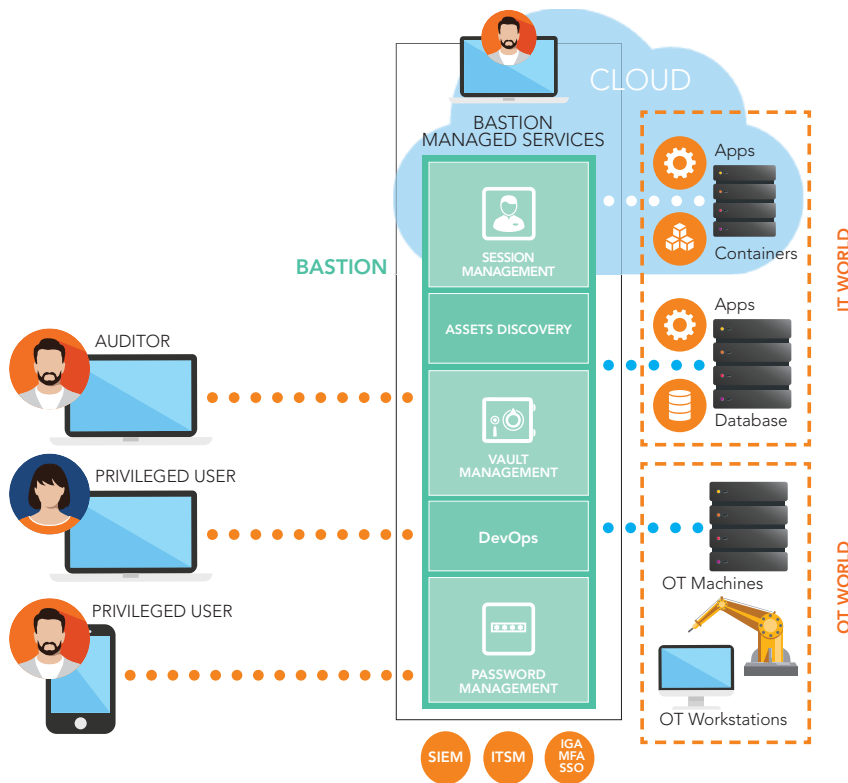 CLOUD
BASTION
MANAGED SERVICES
SESSION
MANAGEMENT
BASTION
ASSETS DISCOVERY
VAULT
MANAGEMENT
DevOps
PASSWORD
MANAGEMENT
AUDITOR
PRIVILEGED USER
PRIVILEGED USER
Apps
Containers
Apps
Database
IT WORLD
OT Machines
OT Workstations
OT WORLD
SIEM
ITSM
IGA
MFA
SSO